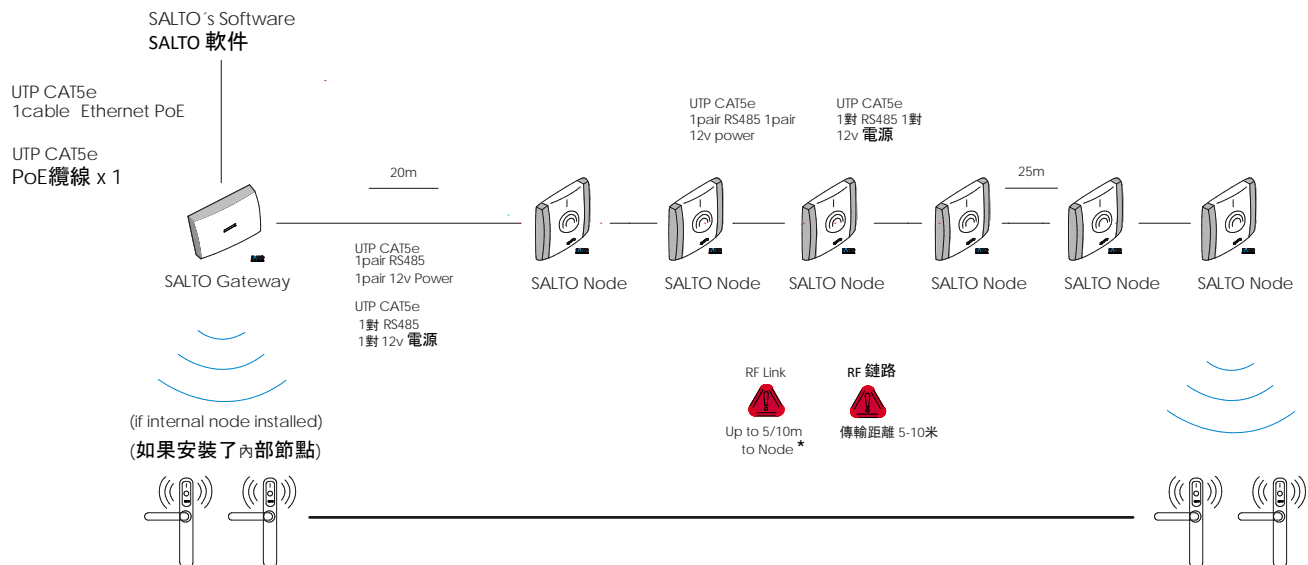 SALTO´s Software
SALTO 軟件
UTP CAT5e
1cable Ethernet PoE
UTP CAT5e
PoE纜線 x 1
20m
UTP CAT5e
1pair RS485 1pair
12v power
UTP CAT5e
1對 RS485 1對
12v 電源
25m
SALTO Gateway
UTP CAT5e
1pair RS485
1pair 12v Power
UTP CAT5e
1對 RS485
1對 12v 電源
SALTO Node
SALTO Node
SALTO Node
SALTO Node
SALTO Node
SALTO Node
RF Link
Up to 5/10m
to Node *
RF 鏈路
傳輸距離 5-10米
(if internal node installed)
(如果安裝了內部節點)